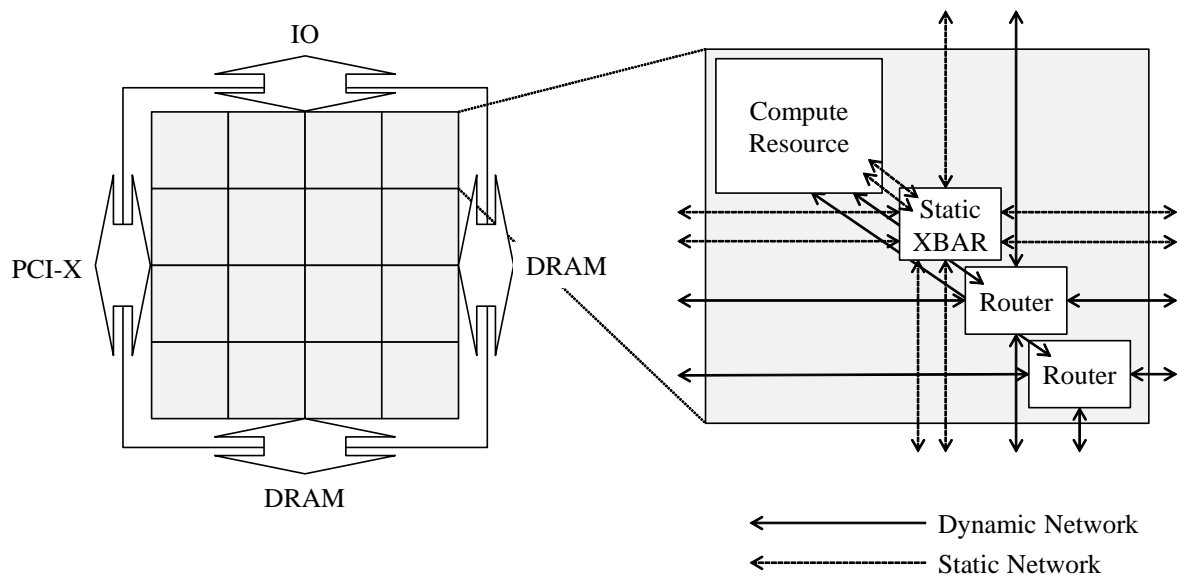 IO
PCI-X
DRAM
DRAM
Compute
Resource
Static
XBAR
Router
Router
Dynamic Network
Static Network